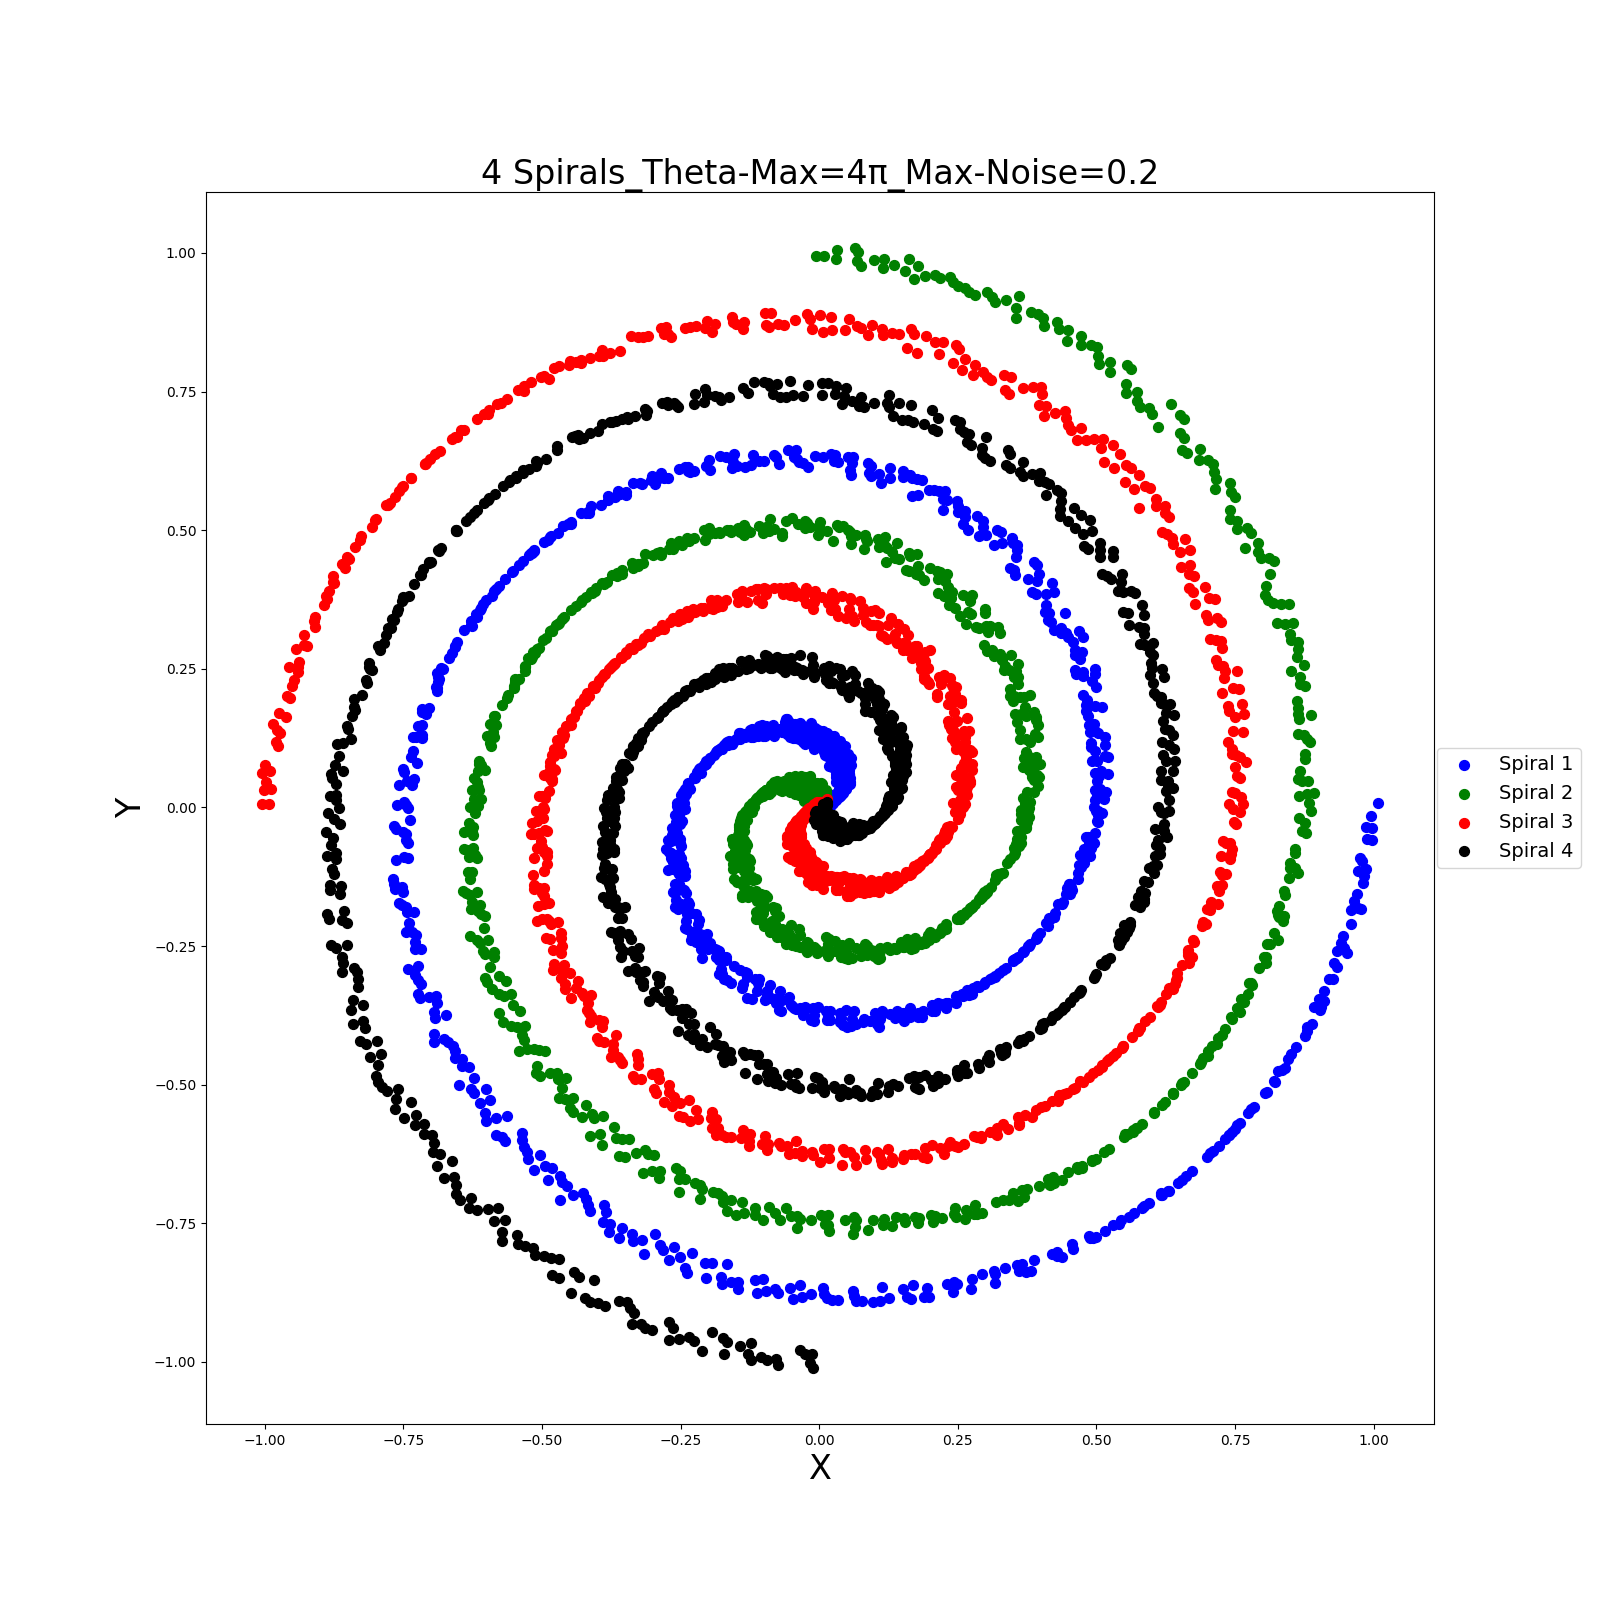 4 Spirals_Theta-Max=4π_Max-Noise=0.2
1.00
0.75
0.50
0.25
0.00
−0.25
−0.50
−0.75
−1.00
Y
−1.00 −0.75 −0.50 −0.25 0.00 0.25 0.50 0.75 1.00
X
Spiral 1
Spiral 2
Spiral 3
Spiral 4